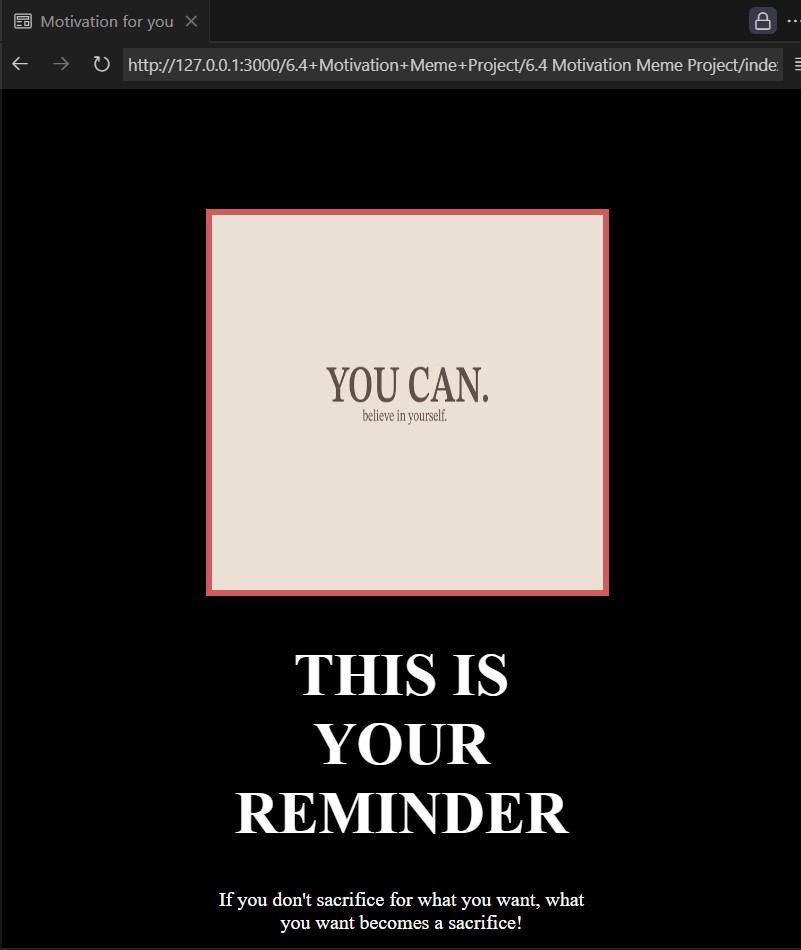 Motivation for you
http://127.0.0.1:3000/6.4+Motivation+Meme+Project/6.4 Motivation Meme Project/inde
YOU CAN.
believe in yourself.
THIS IS
YOUR
REMINDER
If you don't sacrifice for what you want, what
you want becomes a sacrifice!